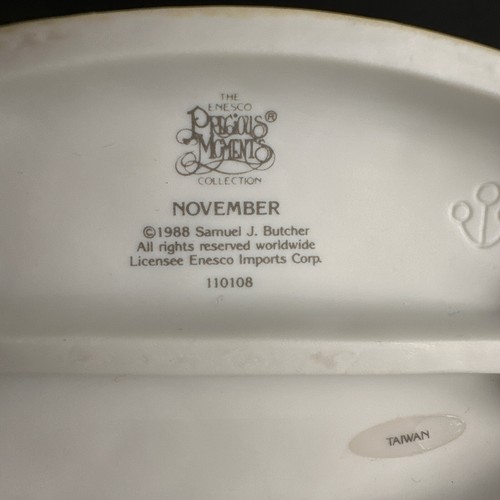 THE
ENESCO
PRECIOUS®
MOMENTS
COLLECTION
NOVEMBER
©1988 Samuel J. Butcher
All rights reserved worldwide
Licensee Enesco Imports Corp.
110108
TAIWAN